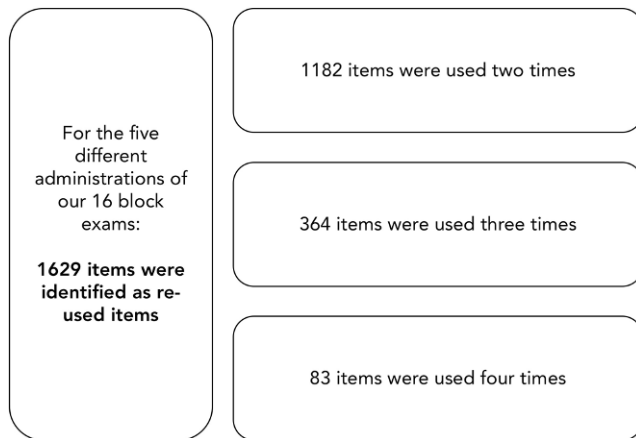 For the five
different
administrations of
our 16 block
exams:
1629 items were
identified as re-
used items
1182 items were used two times
364 items were used three times
83 items were used four times